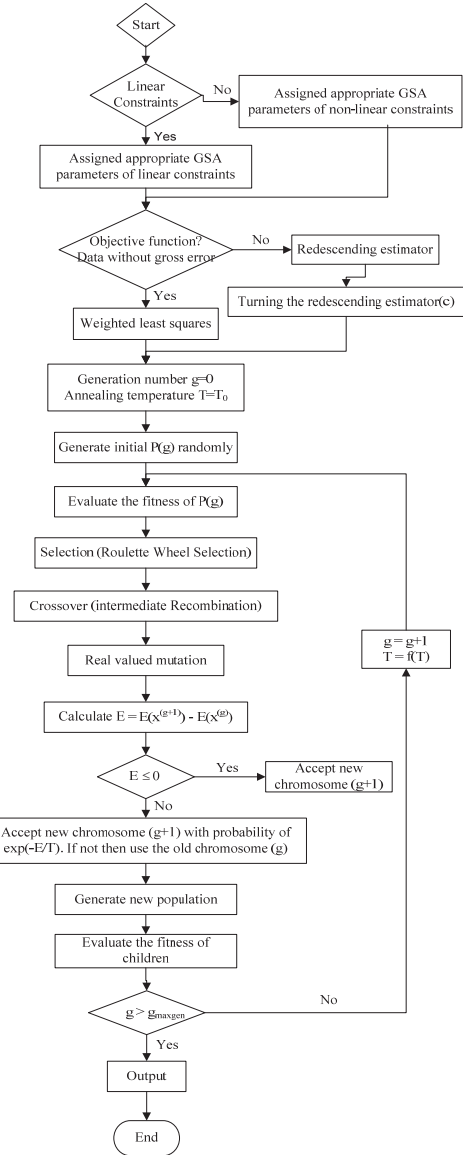 Start
Linear
Constraints
No
Assigned appropriate GSA
parameters of non-linear constraints
Yes
Assigned appropriate GSA
parameters of linear constraints
Objective function?
Data without gross error
No
Redescending estimator
Yes
Turning the redescending estimator(c)
Weighted least squares
Generation number g=0
Annealing temperature T=T₀
Generate initial P(g) randomly
Evaluate the fitness of P(g)
Selection (Roulette Wheel Selection)
Crossover (intermediate Recombination)
g = g+1
T = f(T)
Real valued mutation
Calculate E = E(x⁽ᵍ⁺¹⁾) - E(x⁽ᵍ⁾)
E ≤ 0
Yes
Accept new
chromosome (g+1)
No
Accept new chromosome (g+1) with probability of
exp(-E/T). If not then use the old chromosome (g)
Generate new population
Evaluate the fitness of
children
g > gmaxgen
No
Yes
Output
End